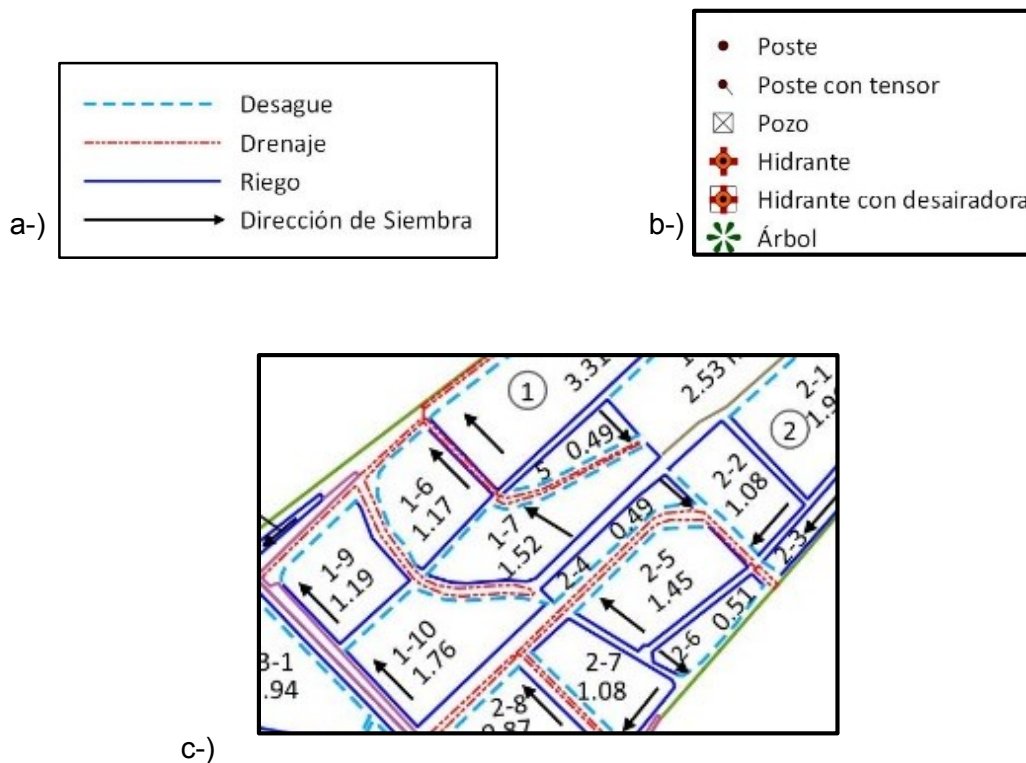 a-)
Desague
Drenaje
Riego
Dirección de Siembra
b-)
Poste
Poste con tensor
Pozo
Hidrante
Hidrante con desairadora
Árbol
c-)
1
3.31
2.53
2-1
2
5 0.49
2-2
1.08
1-6
1.17
1-7
1.52
2-4 0.49
2-3
1-9
1.19
2-5
1.45
1-10
1.76
2-6 0.51
2-7
1.08
2-8
3-1
.94